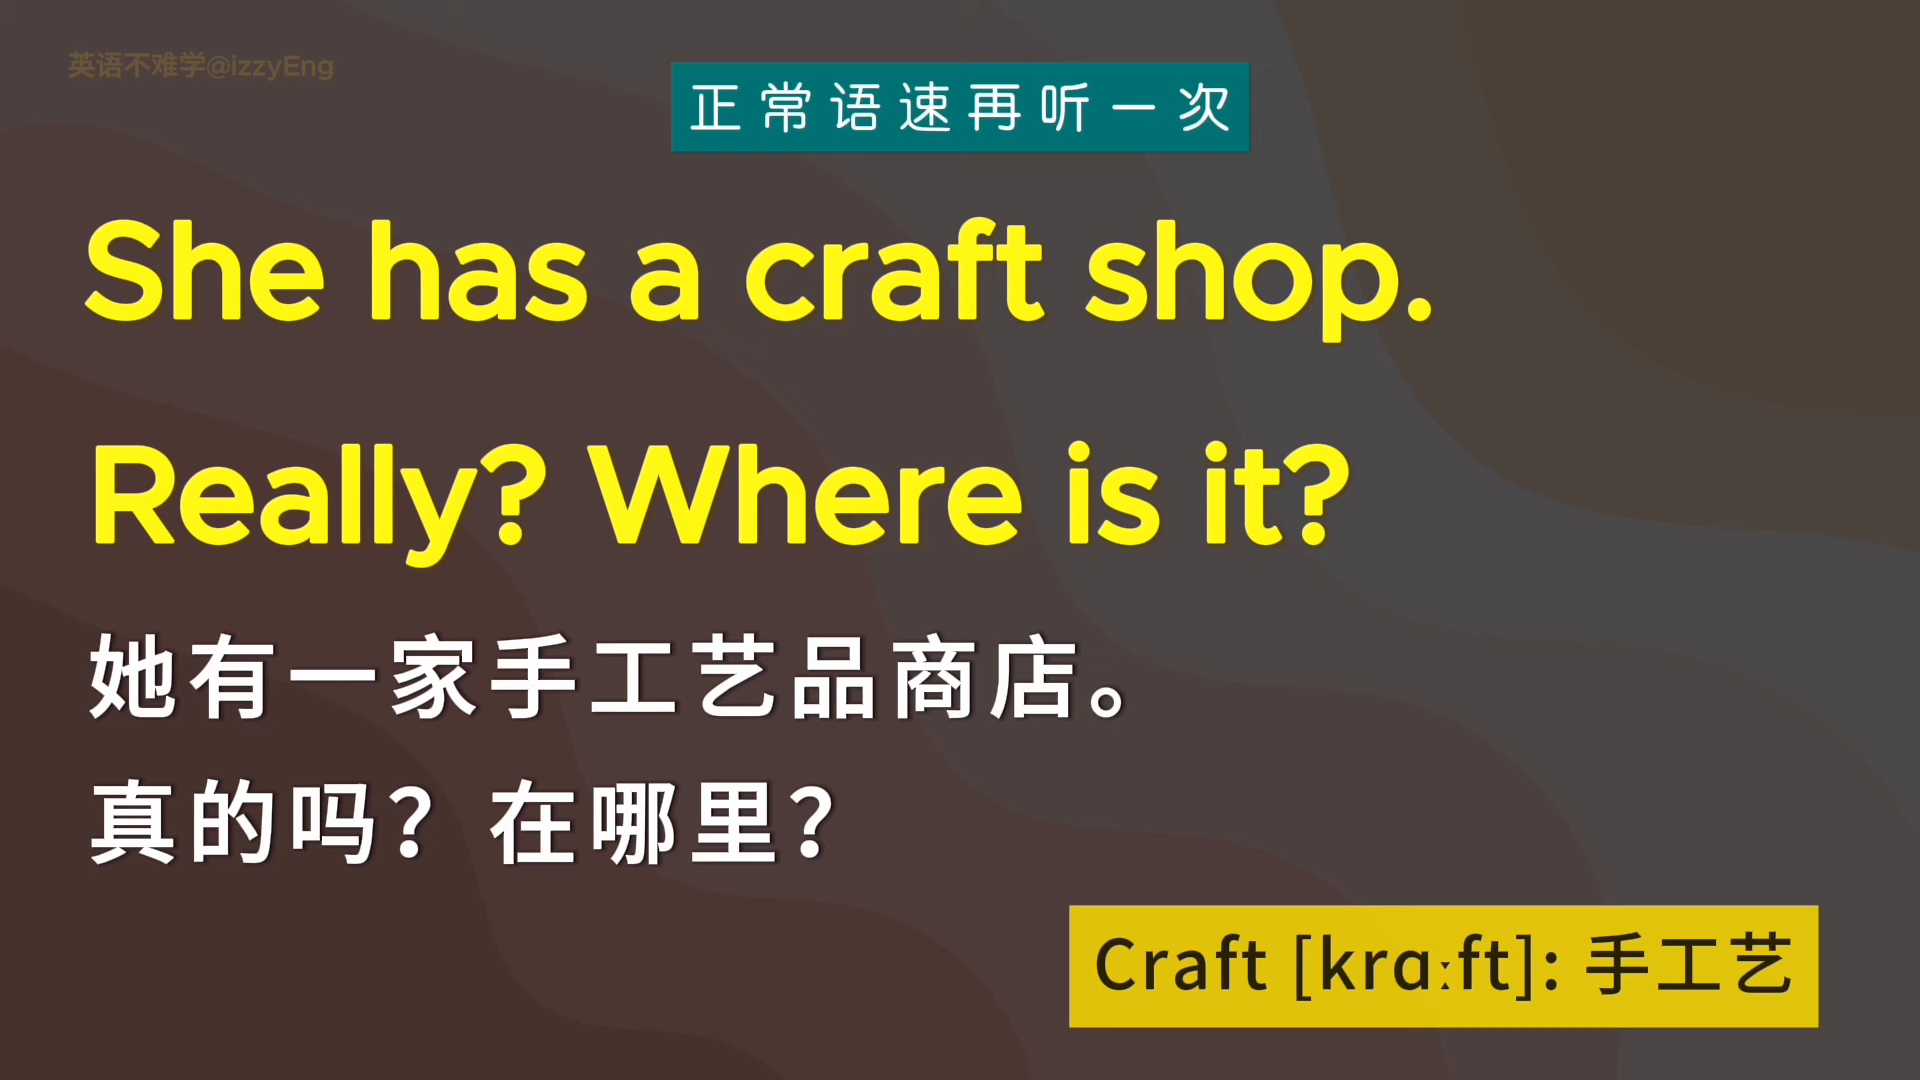 英语不难学@izzyEng
正常语速再听一次
She has a craft shop.
Really? Where is it?
她有一家手工艺品商店。
真的吗？在哪里？
Craft [krɑːft]: 手工艺